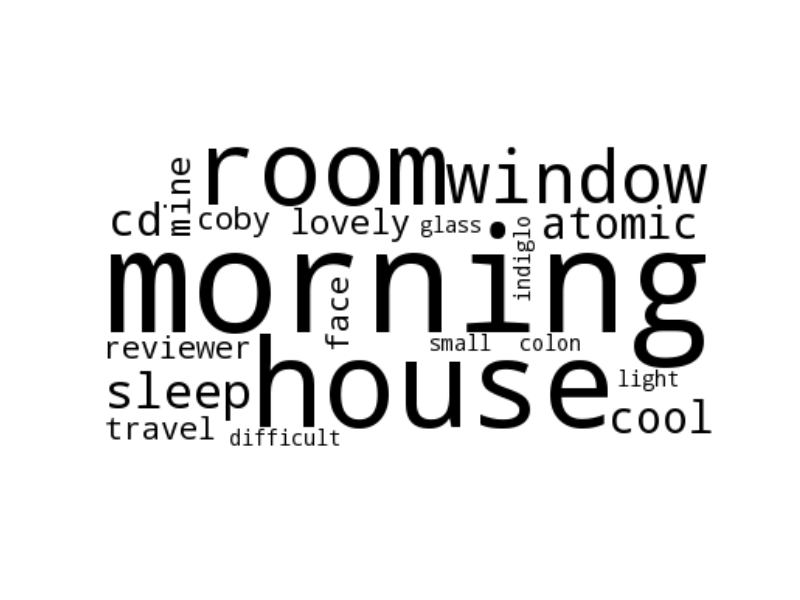 room
window
mine
cd
coby
lovely
glass
indiglo
atomic
morning
face
reviewer
small
colon
house
sleep
light
cool
travel
difficult